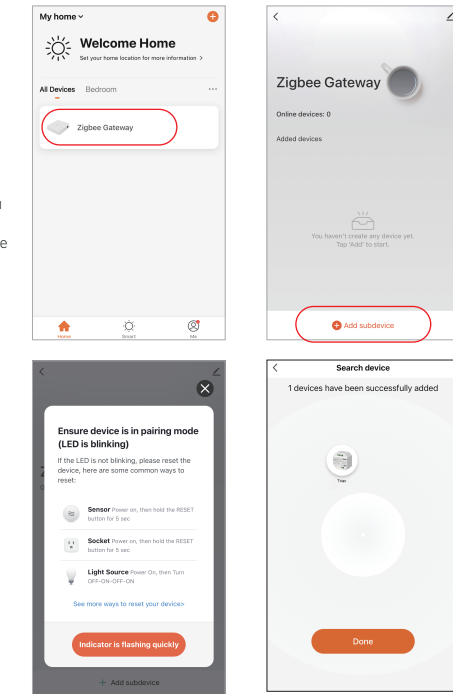 My home
Welcome Home
Set your home location for more information >
All Devices Bedroom ...
Zigbee Gateway
Home Smart Me
Zigbee Gateway
Online devices: 0
Added devices
You haven't create any device yet.
Tap 'Add' to start.
Add subdevice
Ensure device is in pairing mode
(LED is blinking)
If the LED is not blinking, please reset the
device, here are some common ways to
reset:
Sensor Power on, then hold the RESET
button for 5 sec
Socket Power on, then hold the RESET
button for 5 sec
Light Source Power On, then Turn
OFF-ON-OFF-ON
See more ways to reset your device>
Indicator is flashing quickly
+ Add subdevice
Search device
1 devices have been successfully added
Done